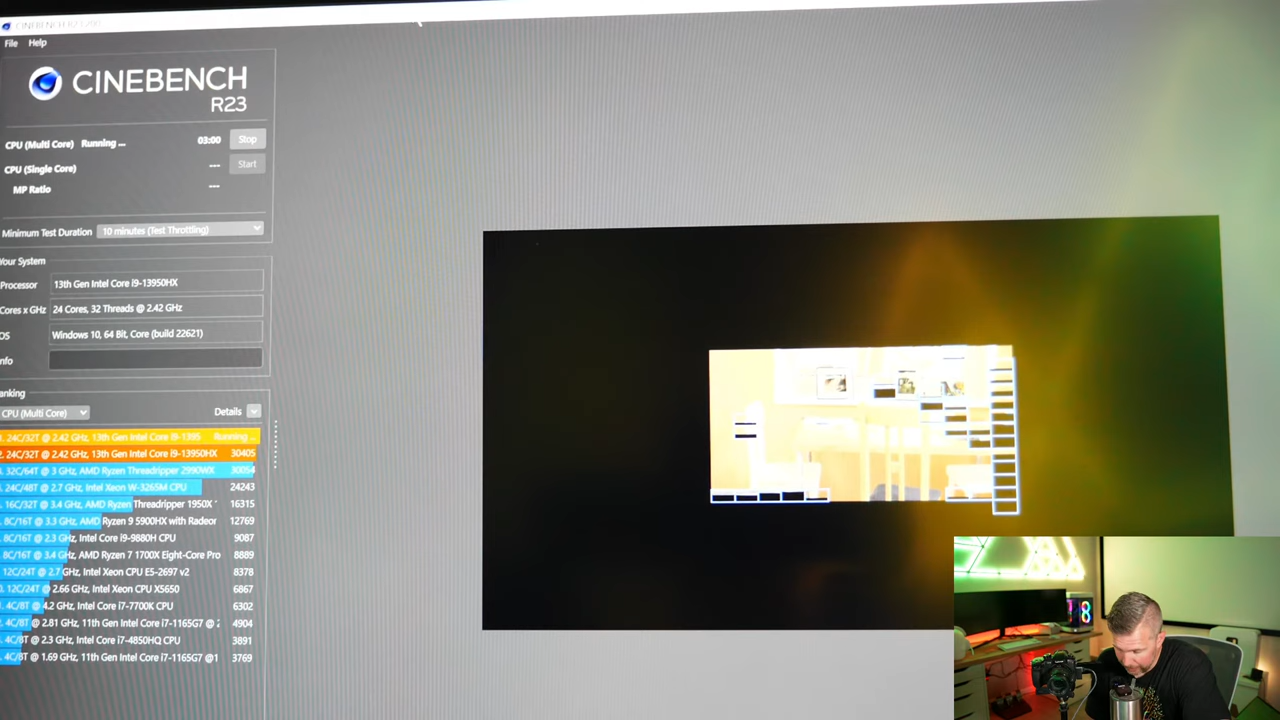 CINEBENCH R23.200
File Help
CINEBENCH
R23
CPU (Multi Core) Running ... 03:00 Stop
CPU (Single Core) --- Start
MP Ratio ---
Minimum Test Duration 10 minutes (Test Throttling)
Your System
Processor 13th Gen Intel Core i9-13950HX
Cores x GHz 24 Cores, 32 Threads @ 2.42 GHz
OS Windows 10, 64 Bit, Core (build 22621)
nfo
anking
CPU (Multi Core) Details
1. 24C/32T @ 2.42 GHz, 13th Gen Intel Core i9-1395 Running ...
2. 24C/32T @ 2.42 GHz, 13th Gen Intel Core i9-13950HX 30405
32C/64T @ 3 GHz, AMD Ryzen Threadripper 2990WX 30054
24C/48T @ 2.7 GHz, Intel Xeon W-3265M CPU 24243
16C/32T @ 3.4 GHz, AMD Ryzen Threadripper 1950X 16315
8C/16T @ 3.3 GHz, AMD Ryzen 9 5900HX with Radeor 12769
8C/16T @ 2.3 GHz, Intel Core i9-9880H CPU 9087
8C/16T @ 3.4 GHz, AMD Ryzen 7 1700X Eight-Core Pro 8889
12C/24T @ 2.7 GHz, Intel Xeon CPU E5-2697 v2 8378
12C/24T @ 2.66 GHz, Intel Xeon CPU X5650 6867
4C/8T @ 4.2 GHz, Intel Core i7-7700K CPU 6302
4C/8T @ 2.81 GHz, 11th Gen Intel Core i7-1165G7 @ 2 4904
4C/8T @ 2.3 GHz, Intel Core i7-4850HQ CPU 3891
4C/8T @ 1.69 GHz, 11th Gen Intel Core i7-1165G7 @1 3769